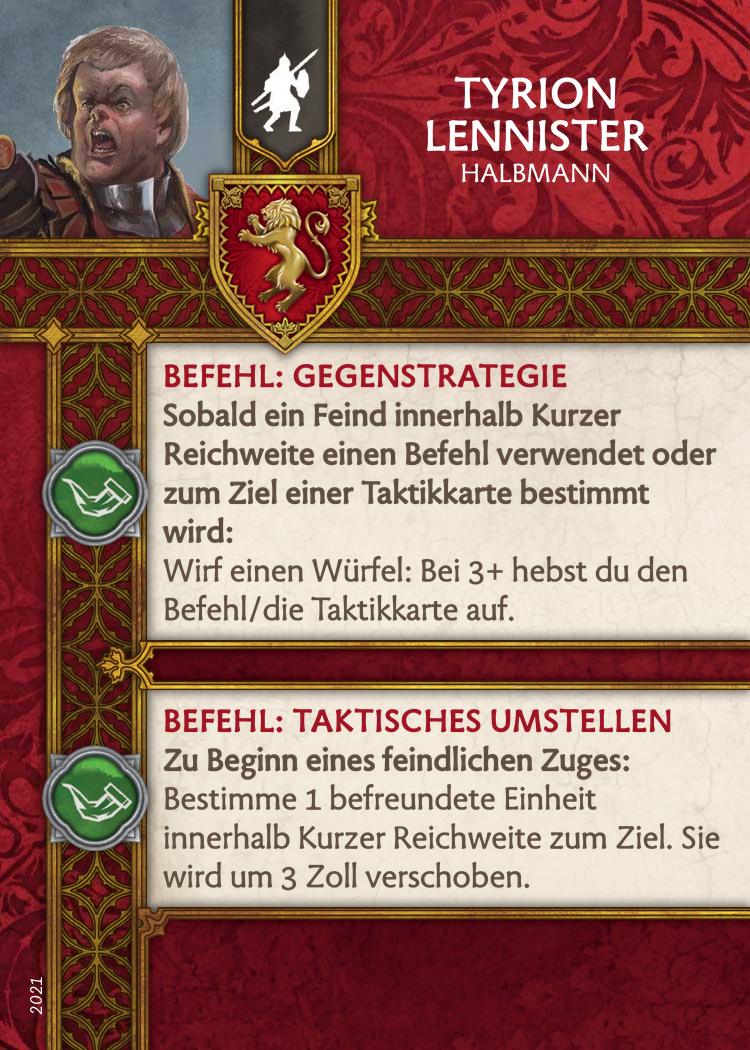 TYRION
LENNISTER
HALBMANN
BEFEHL: GEGENSTRATEGIE
Sobald ein Feind innerhalb Kurzer
Reichweite einen Befehl verwendet oder
zum Ziel einer Taktikkarte bestimmt
wird:
Wirf einen Würfel: Bei 3+ hebst du den
Befehl/die Taktikkarte auf.
BEFEHL: TAKTISCHES UMSTELLEN
Zu Beginn eines feindlichen Zuges:
Bestimme 1 befreundete Einheit
innerhalb Kurzer Reichweite zum Ziel. Sie
wird um 3 Zoll verschoben.
2021